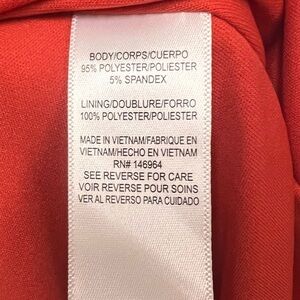 BODY/CORPS/CUERPO
95% POLYESTER/POLIESTER
5% SPANDEX
LINING/DOUBLURE/FORRO
100% POLYESTER/POLIESTER
MADE IN VIETNAM/FABRIQUE EN
VIETNAM/HECHO EN VIETNAM
RN# 146964
SEE REVERSE FOR CARE
VOIR REVERSE POUR SOINS
VER AL REVERSO PARA CUIDADO